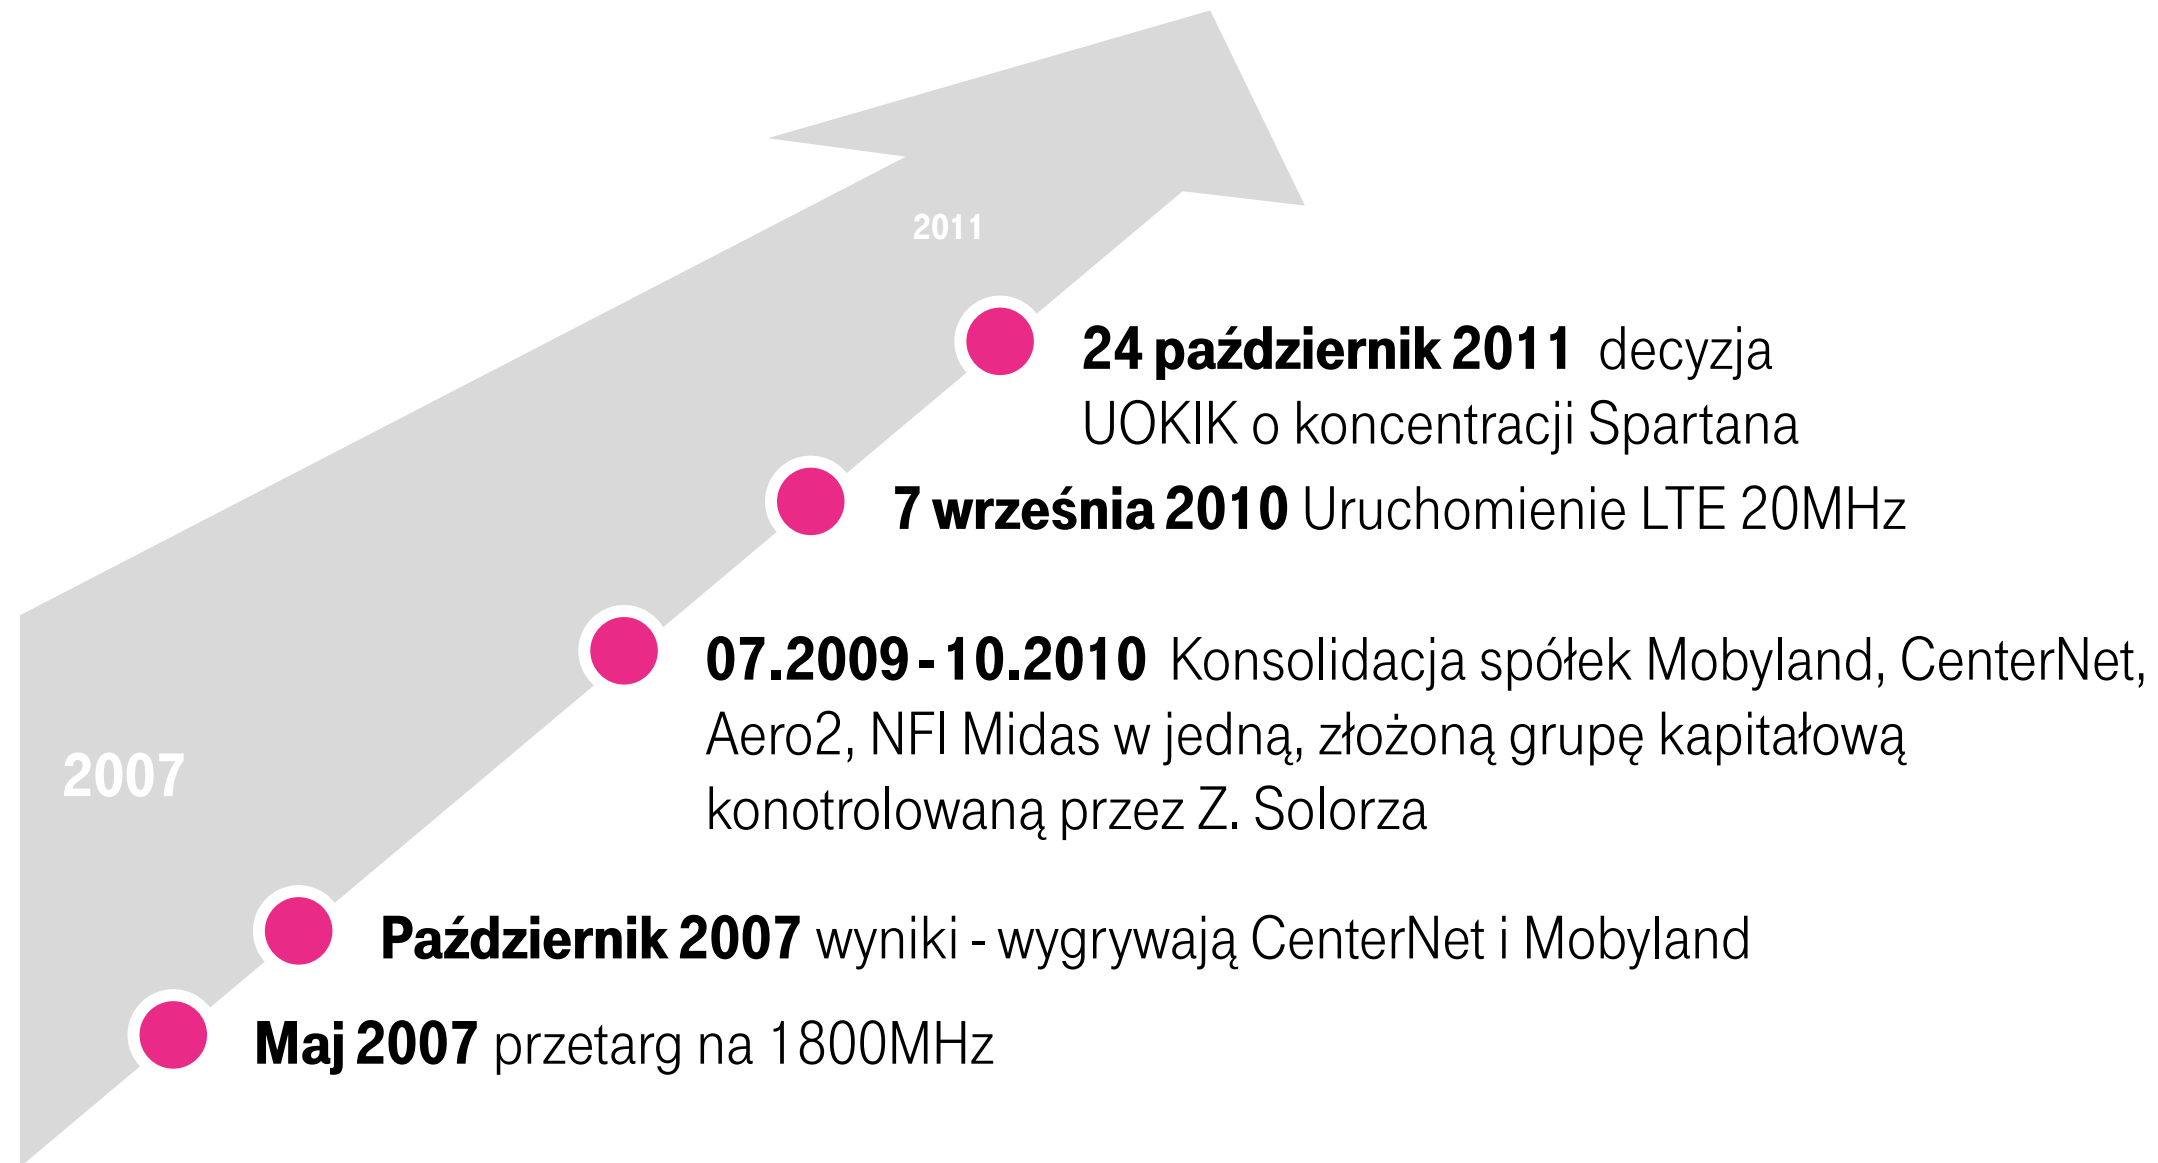 2011
24 październik 2011 decyzja
UOKIK o koncentracji Spartana
7 września 2010 Uruchomienie LTE 20MHz
07.2009 - 10.2010 Konsolidacja spółek Mobyland, CenterNet,
Aero2, NFI Midas w jedną, złożoną grupę kapitałową
konotrolowaną przez Z. Solorza
2007
Październik 2007 wyniki - wygrywają CenterNet i Mobyland
Maj 2007 przetarg na 1800MHz